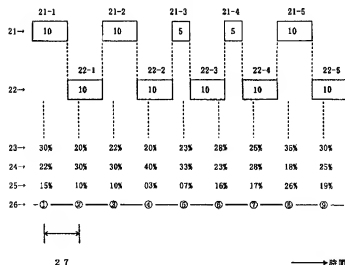 21-1 21-2 21-3 21-4 21-5
21→ 10 10 5 5 10
22-1 22-2 22-3 22-4 22-5
22→ 10 10 10 10 10
23→ 30% 20% 22% 20% 23% 28% 25% 35% 30%
24→ 22% 30% 30% 40% 33% 23% 28% 18% 25%
25→ 15% 10% 10% 03% 07% 16% 17% 26% 19%
26→ ① ② ③ ④ ⑤ ⑥ ⑦ ⑧ ⑨
27
時間